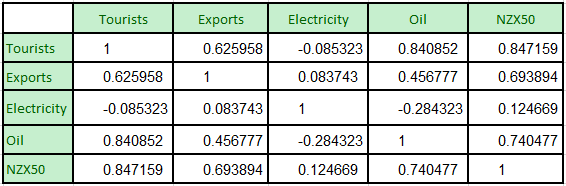 Tourists Exports Electricity Oil NZX50
Tourists 1 0.625958 -0.085323 0.840852 0.847159
Exports 0.625958 1 0.083743 0.456777 0.693894
Electricity -0.085323 0.083743 1 -0.284323 0.124669
Oil 0.840852 0.456777 -0.284323 1 0.740477
NZX50 0.847159 0.693894 0.124669 0.740477 1